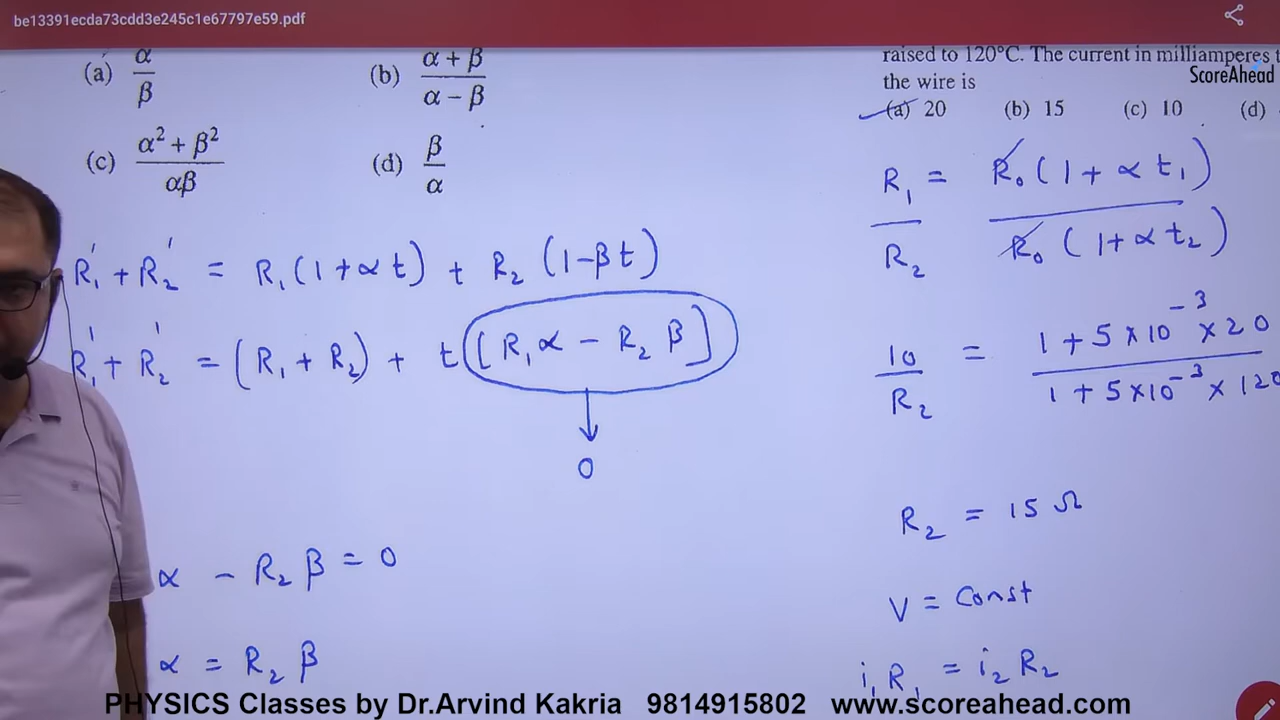 be13391ecda73cdd3e245c1e67797e59.pdf
(a) α/β
(b) α + β / α – β
(c) α² + β² / αβ
(d) β/α
R₁' + R₂' = R₁(1+αt) + R₂(1-βt)
R₁' + R₂' = (R₁ + R₂) + t[R₁α - R₂β]
0
α - R₂β = 0
α = R₂β
raised to 120°C. The current in milliamperes t
ScoreAhead
the wire is
(a) 20 (b) 15 (c) 10 (d)
R₁/R₂ = R₀(1+αt₁) / R₀(1+αt₂)
10/R₂ = 1+5×10⁻³×20 / 1+5×10⁻³×120
R₂ = 15 Ω
V = Const
i₁R₁ = i₂R₂
PHYSICS Classes by Dr.Arvind Kakria 9814915802 www.scoreahead.com